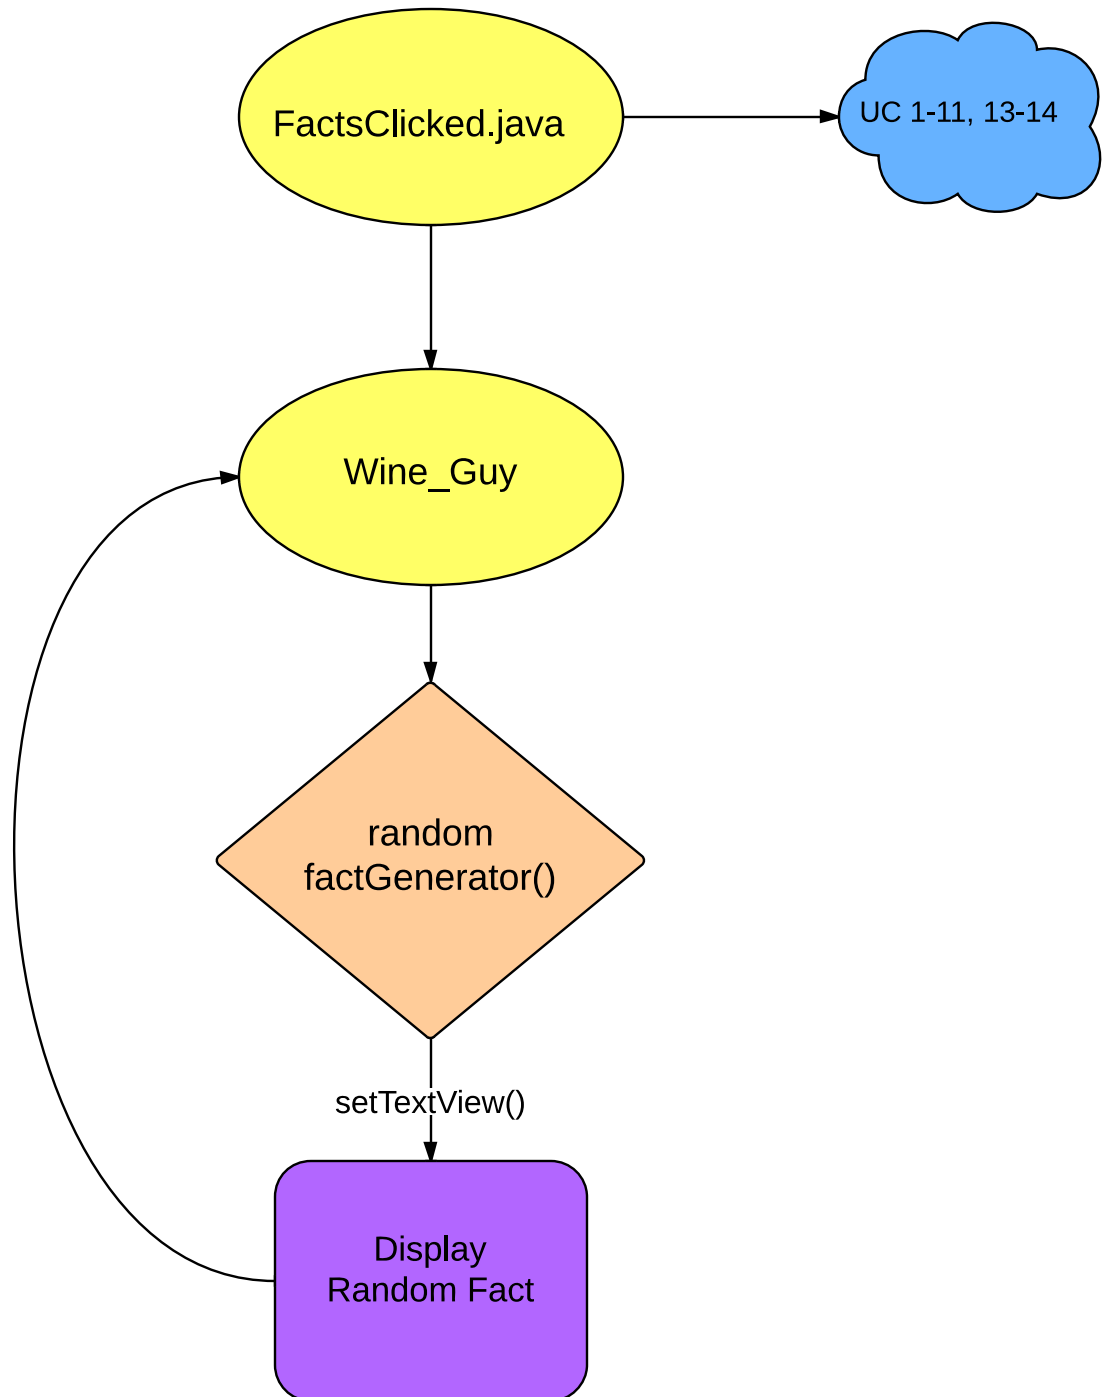 FactsClicked.java
UC 1-11, 13-14
Wine_Guy
random
factGenerator()
setTextView()
Display
Random Fact